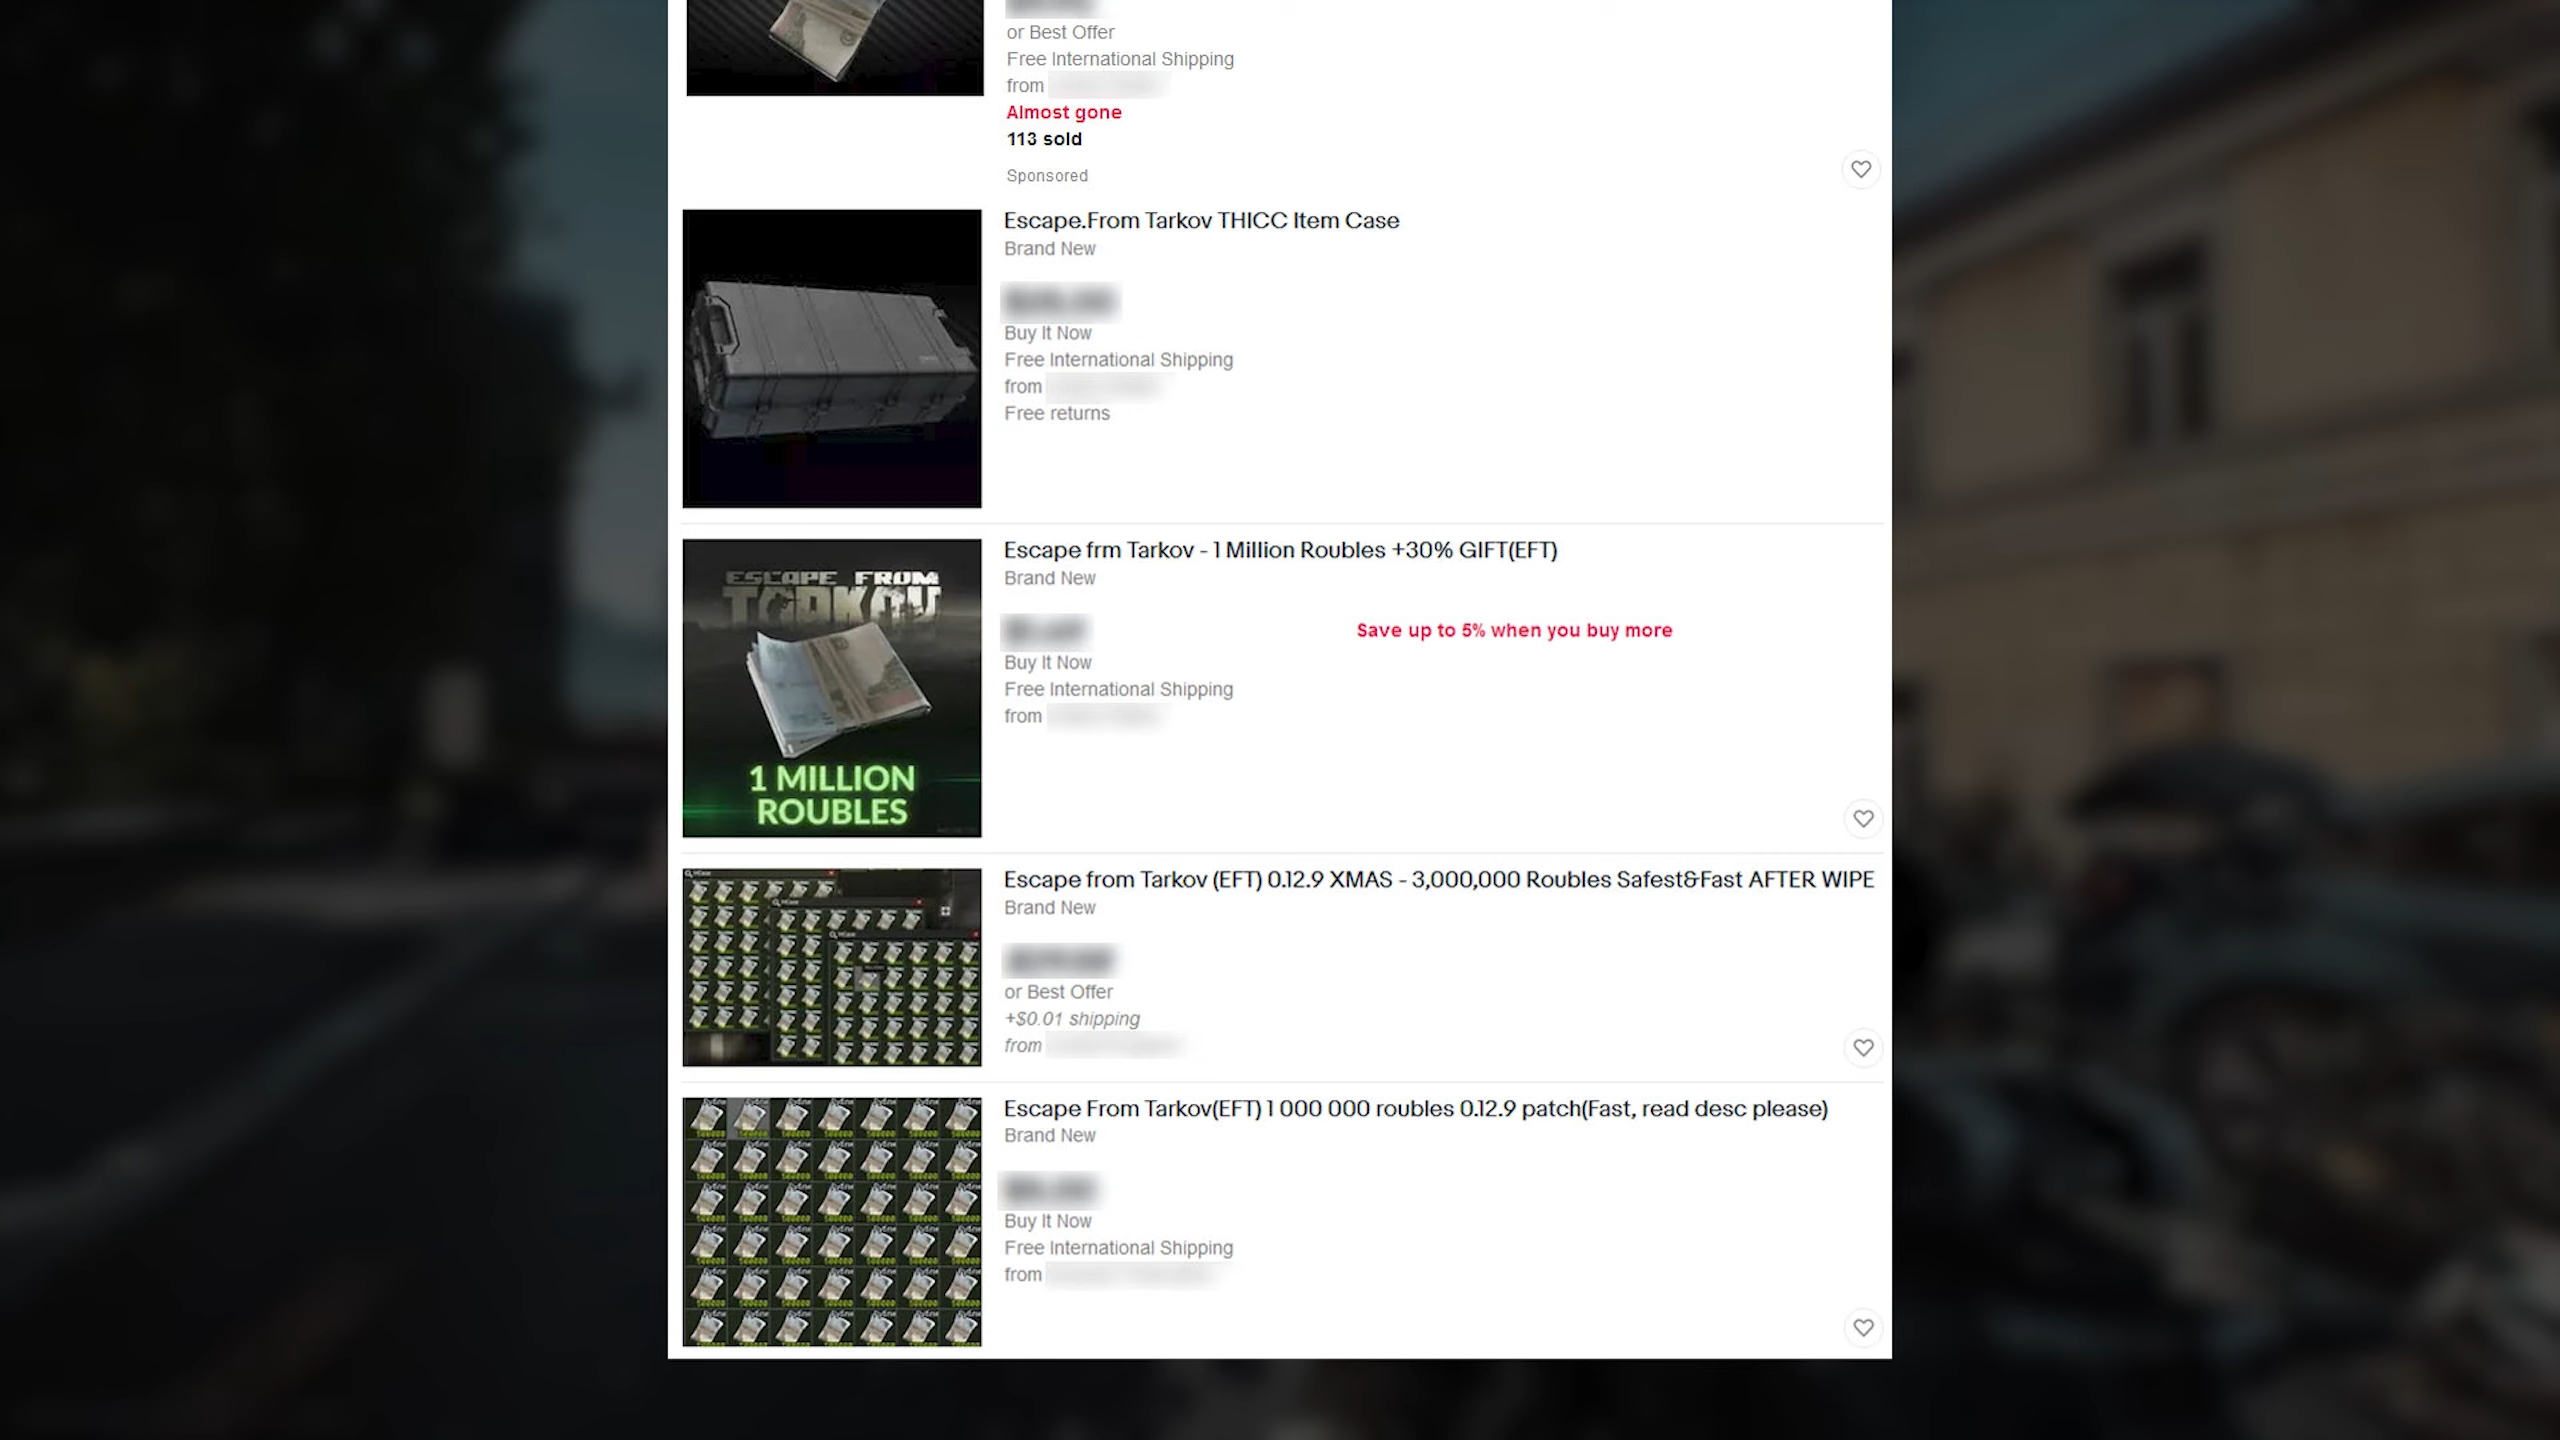 or Best Offer
Free International Shipping
from
Almost gone
113 sold
Sponsored
Escape.From Tarkov THICC Item Case
Brand New
Buy It Now
Free International Shipping
from
Free returns
Escape frm Tarkov - 1 Million Roubles +30% GIFT(EFT)
Brand New
Save up to 5% when you buy more
Buy It Now
Free International Shipping
from
ESCAPE FROM
TARKOV
1 MILLION
ROUBLES
Escape from Tarkov (EFT) 0.12.9 XMAS - 3,000,000 Roubles Safest&Fast AFTER WIPE
Brand New
or Best Offer
+$0.01 shipping
from
Escape From Tarkov(EFT) 1 000 000 roubles 0.12.9 patch(Fast, read desc please)
Brand New
Buy It Now
Free International Shipping
from